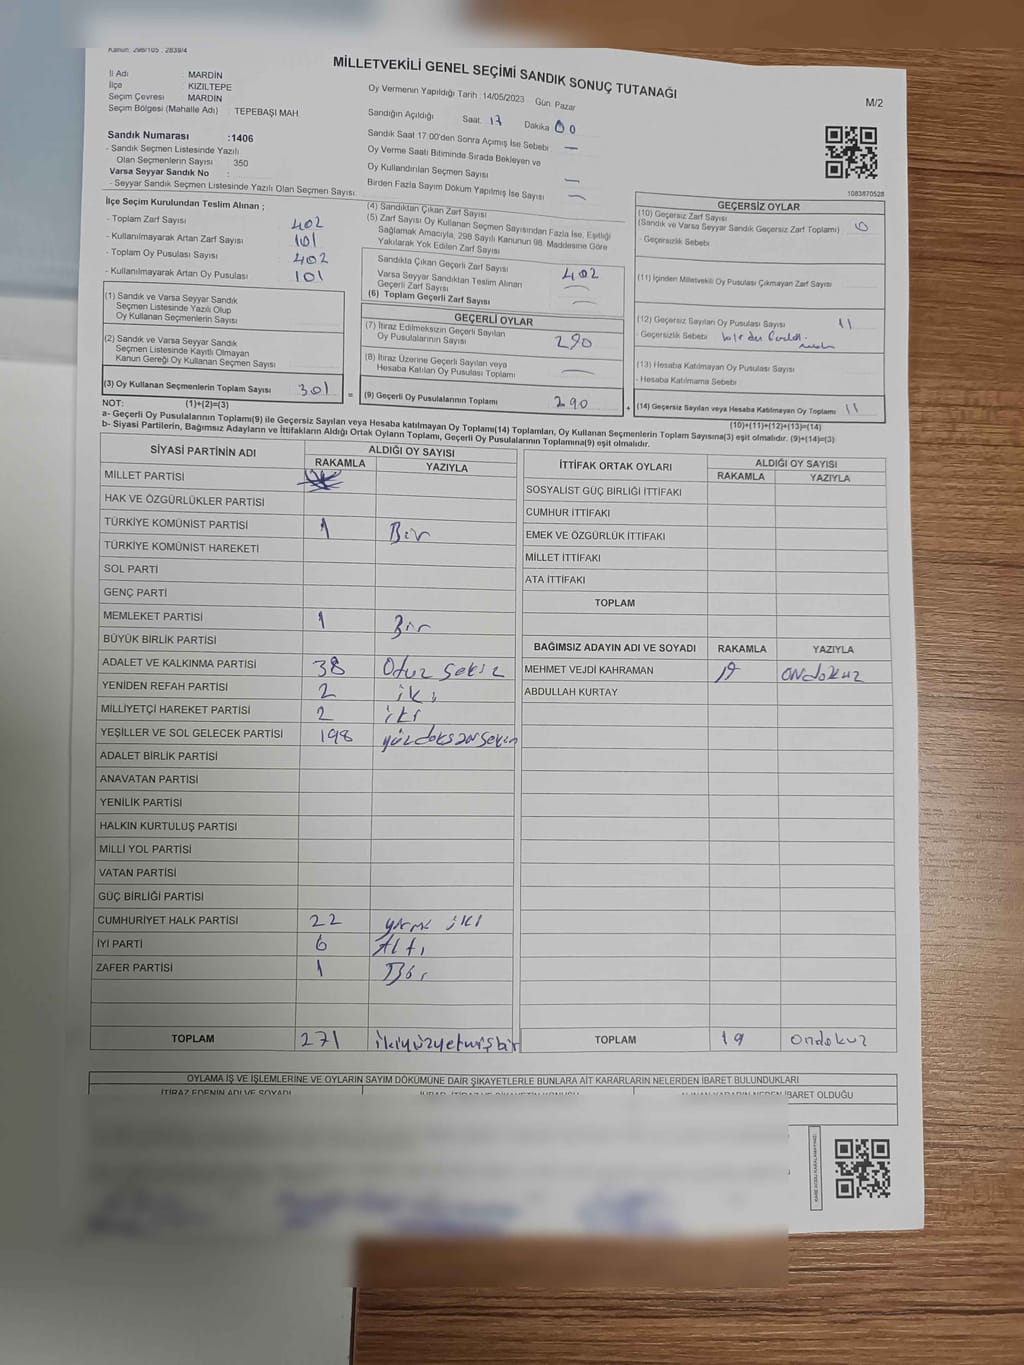 Kanun: 298/105 , 2839/4
MİLLETVEKİLİ GENEL SEÇİMİ SANDIK SONUÇ TUTANAĞI
M/2
İl Adı : MARDİN
İlçe : KIZILTEPE
Seçim Çevresi : MARDİN
Seçim Bölgesi (Mahalle Adı) : TEPEBAŞI MAH
Sandık Numarası :1406
- Sandık Seçmen Listesinde Yazılı
Olan Seçmenlerin Sayısı : 350
Varsa Seyyar Sandık No :
- Seyyar Sandık Seçmen Listesinde Yazılı Olan Seçmen Sayısı:
Oy Vermenin Yapıldığı Tarih :14/05/2023 Gün Pazar
Sandığın Açıldığı Saat 17 Dakika 00
Sandık Saat 17.00'den Sonra Açımış İse Sebebi —
Oy Verme Saati Bitiminde Sırada Bekleyen ve
Oy Kullandırılan Seçmen Sayısı —
Birden Fazla Sayım Döküm Yapılmış İse Sayısı —
1083870528
İlçe Seçim Kurulundan Teslim Alınan ;
- Toplam Zarf Sayısı 402
- Kullanılmayarak Artan Zarf Sayısı 101
- Toplam Oy Pusulası Sayısı 402
- Kullanılmayarak Artan Oy Pusulası 101
(1) Sandık ve Varsa Seyyar Sandık
Seçmen Listesinde Yazılı Olup
Oy Kullanan Seçmenlerin Sayısı
(2) Sandık ve Varsa Seyyar Sandık
Seçmen Listesinde Kayıtlı Olmayan
Kanun Gereği Oy Kullanan Seçmen Sayısı
(3) Oy Kullanan Seçmenlerin Toplam Sayısı 301
(4) Sandıktan Çıkan Zarf Sayısı
(5) Zarf Sayısı Oy Kullanan Seçmen Sayısından Fazla İse, Eşitliği
Sağlamak Amacıyla, 298 Sayılı Kanunun 98. Maddesine Göre
Yakılarak Yok Edilen Zarf Sayısı
Sandıkla Çıkan Geçerli Zarf Sayısı 402
Varsa Seyyar Sandıktan Teslim Alınan
Geçerli Zarf Sayısı —
(6) Toplam Geçerli Zarf Sayısı —
GEÇERLİ OYLAR
(7) İtiraz Edilmeksizin Geçerli Sayılan
Oy Pusulalarının Sayısı 290
(8) İtiraz Üzerine Geçerli Sayılan veya
Hesaba Katılan Oy Pusulası Toplamı —
= (9) Geçerli Oy Pusulalarının Toplamı 290
GEÇERSİZ OYLAR
(10) Geçersiz Zarf Sayısı
(Sandık ve Varsa Seyyar Sandık Geçersiz Zarf Toplamı) 0
- Geçersizlik Sebebi
(11) İçinden Milletvekili Oy Pusulası Çıkmayan Zarf Sayısı
(12) Geçersiz Sayılan Oy Pusulası Sayısı 11
- Geçersizlik Sebebi
(13) Hesaba Katılmayan Oy Pusulası Sayısı
- Hesaba Katılmama Sebebi
+ (14) Geçersiz Sayılan veya Hesaba Katılmayan Oy Toplamı 11
NOT: (1)+(2)=(3) (10)+(11)+(12)+(13)=(14)
a- Geçerli Oy Pusulalarının Toplamı(9) ile Geçersiz Sayılan veya Hesaba katılmayan Oy Toplamı(14) Toplamları, Oy Kullanan Seçmenlerin Toplam Sayısına(3) eşit olmalıdır. (9)+(14)=(3)
b- Siyasi Partilerin, Bağımsız Adayların ve İttifakların Aldığı Ortak Oyların Toplamı, Geçerli Oy Pusulalarının Toplamına(9) eşit olmalıdır.
SİYASİ PARTİNİN ADI ALDIĞI OY SAYISI
RAKAMLA YAZIYLA
MİLLET PARTİSİ
HAK VE ÖZGÜRLÜKLER PARTİSİ
TÜRKİYE KOMÜNİST PARTİSİ 1 Bir
TÜRKİYE KOMÜNİST HAREKETİ
SOL PARTİ
GENÇ PARTİ
MEMLEKET PARTİSİ 1 Bir
BÜYÜK BİRLİK PARTİSİ
ADALET VE KALKINMA PARTİSİ 38 Otuz Sekiz
YENİDEN REFAH PARTİSİ 2 iki
MİLLİYETÇİ HAREKET PARTİSİ 2 iki
YEŞİLLER VE SOL GELECEK PARTİSİ 198 yüzdoksansekiz
ADALET BİRLİK PARTİSİ
ANAVATAN PARTİSİ
YENİLİK PARTİSİ
HALKIN KURTULUŞ PARTİSİ
MİLLİ YOL PARTİSİ
VATAN PARTİSİ
GÜÇ BİRLİĞİ PARTİSİ
CUMHURİYET HALK PARTİSİ 22 yirmi iki
İYİ PARTİ 6 Altı
ZAFER PARTİSİ 1 Bir
TOPLAM 271 ikiyüzyetmişbir
İTTİFAK ORTAK OYLARI ALDIĞI OY SAYISI
RAKAMLA YAZIYLA
SOSYALİST GÜÇ BİRLİĞİ İTTİFAKI
CUMHUR İTTİFAKI
EMEK VE ÖZGÜRLÜK İTTİFAKI
MİLLET İTTİFAKI
ATA İTTİFAKI
TOPLAM
BAĞIMSIZ ADAYIN ADI VE SOYADI RAKAMLA YAZIYLA
MEHMET VEJDİ KAHRAMAN 19 ondokuz
ABDULLAH KURTAY
TOPLAM 19 ondokuz
OYLAMA İŞ VE İŞLEMLERİNE VE OYLARIN SAYIM DÖKÜMÜNE DAİR ŞİKAYETLERLE BUNLARA AİT KARARLARIN NELERDEN İBARET BULUNDUKLARI
İTİRAZ EDENİN ADI VE SOYADI
İBARET OLDUĞU